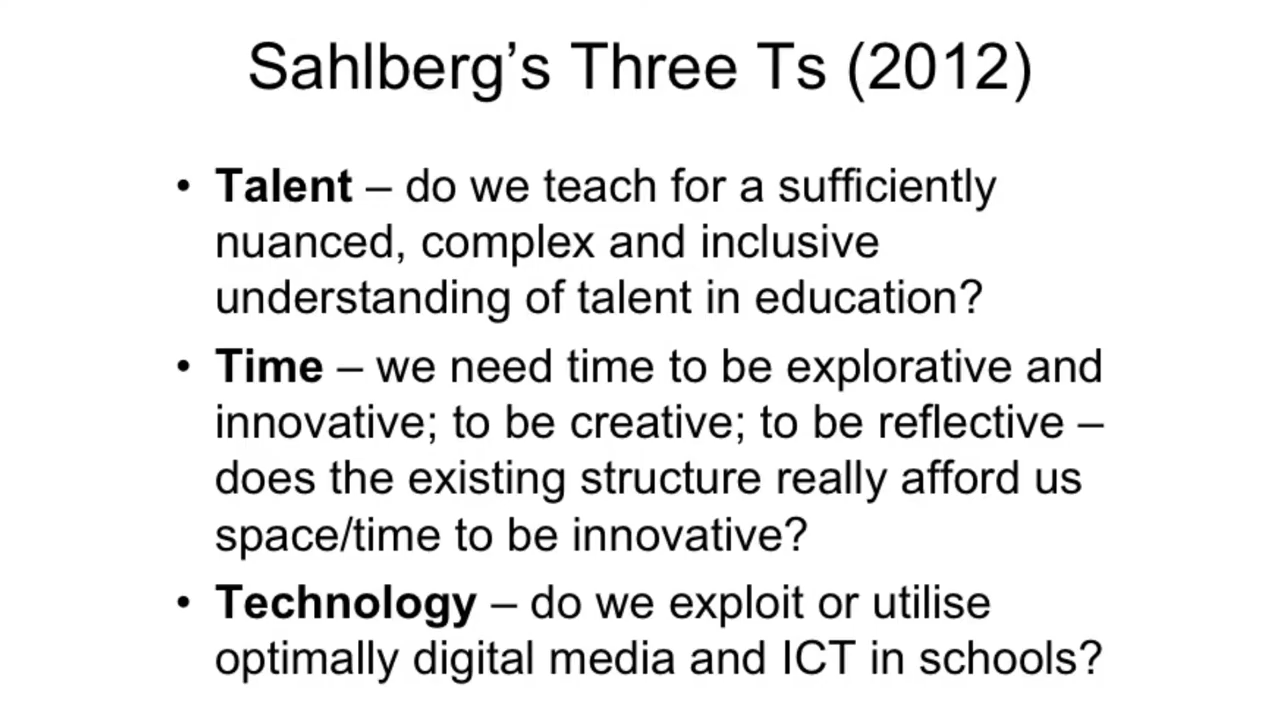 Sahlberg’s Three Ts (2012)
• Talent – do we teach for a sufficiently
nuanced, complex and inclusive
understanding of talent in education?
• Time – we need time to be explorative and
innovative; to be creative; to be reflective –
does the existing structure really afford us
space/time to be innovative?
• Technology – do we exploit or utilise
optimally digital media and ICT in schools?